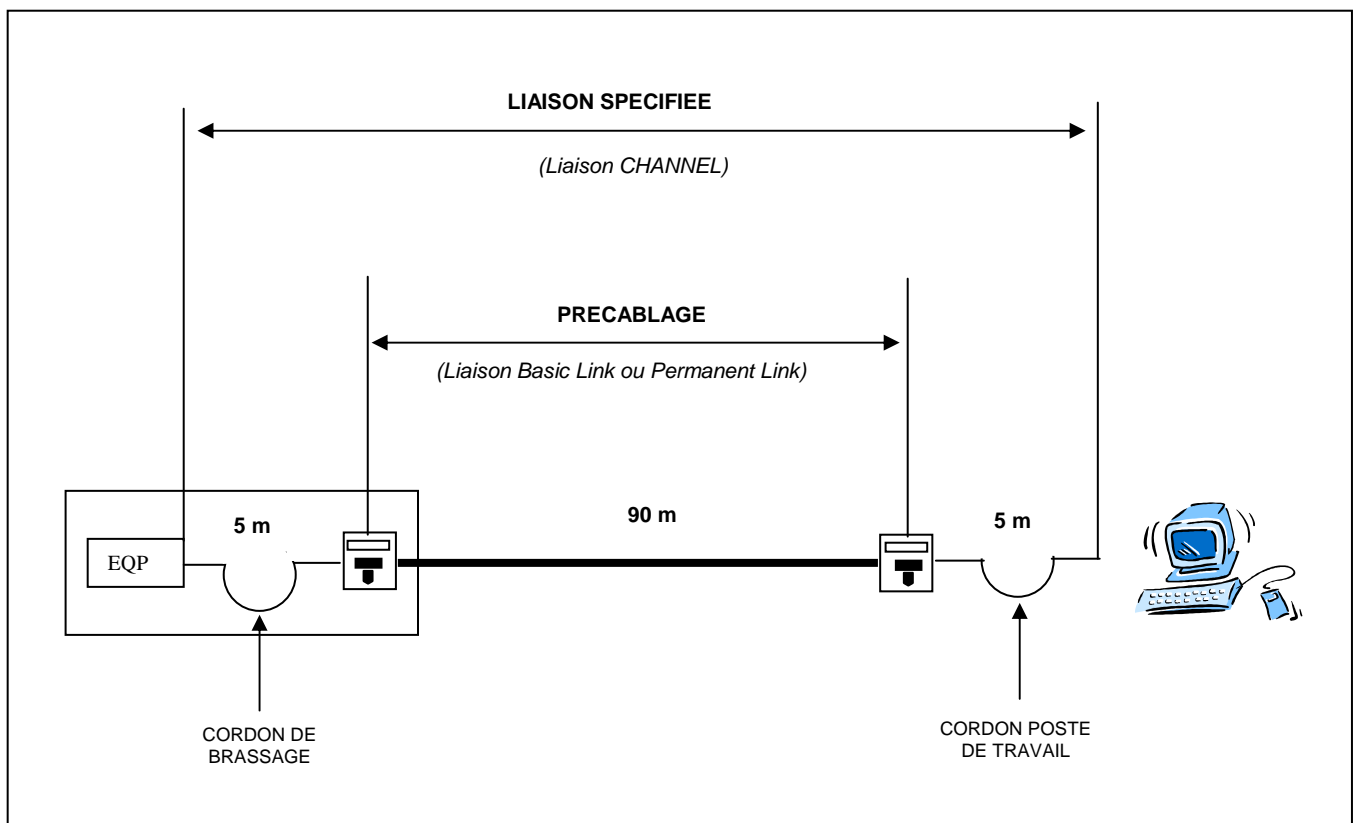 LIAISON SPECIFIEE
(Liaison CHANNEL)
PRECABLAGE
(Liaison Basic Link ou Permanent Link)
5 m
90 m
5 m
EQP
CORDON DE
BRASSAGE
CORDON POSTE
DE TRAVAIL